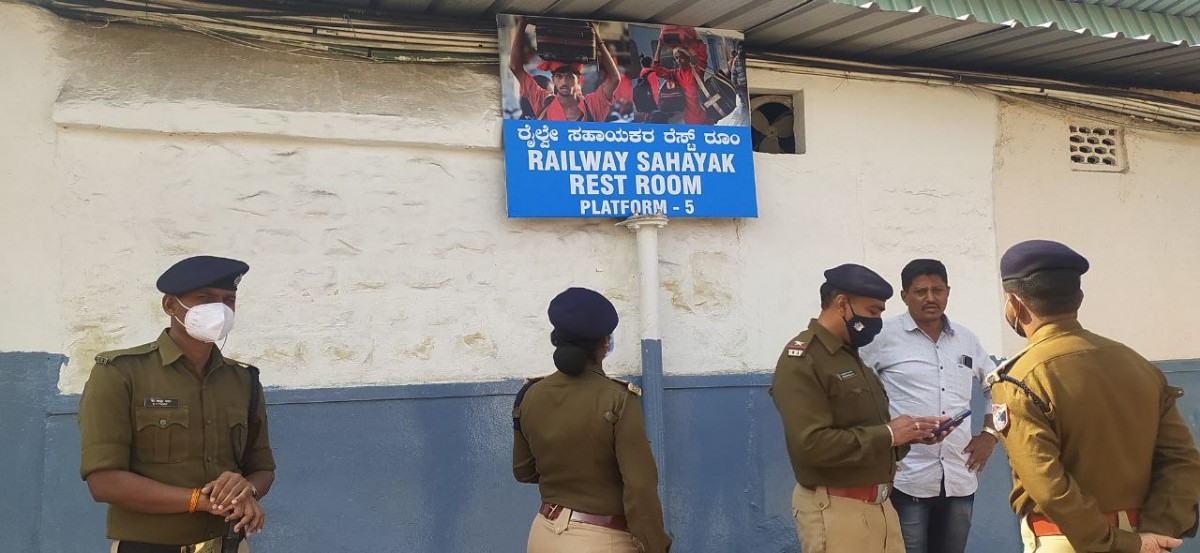 ರೈಲ್ವೇ ಸಹಾಯಕರ ರೆಸ್ಟ್ ರೂಂ
RAILWAY SAHAYAK
REST ROOM
PLATFORM - 5